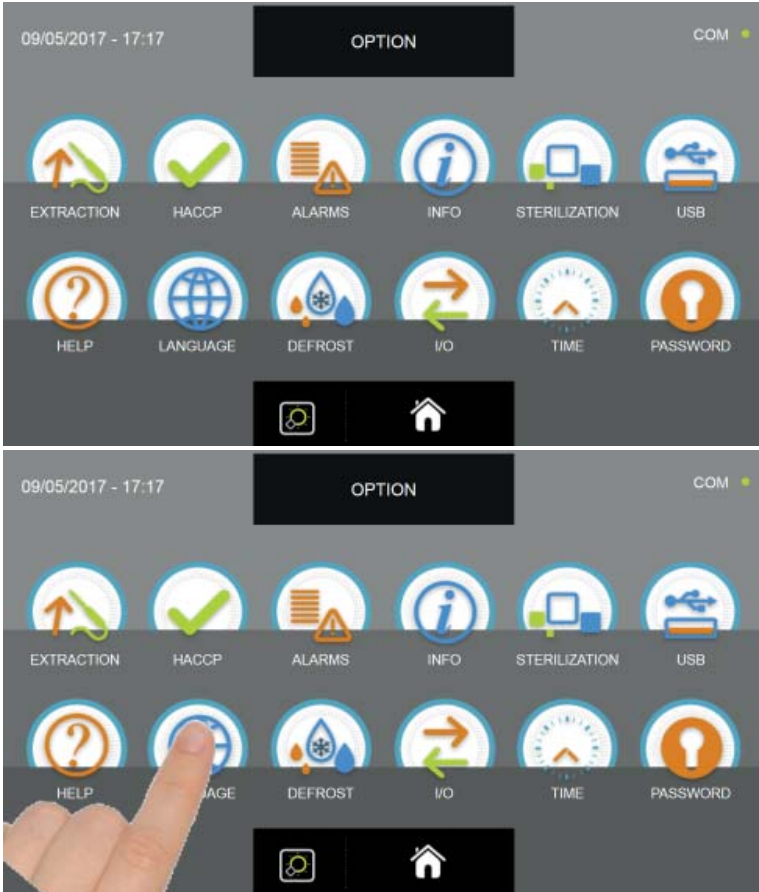 09/05/2017 - 17:17 OPTION COM
EXTRACTION HACCP ALARMS INFO STERILIZATION USB
HELP LANGUAGE DEFROST I/O TIME PASSWORD
09/05/2017 - 17:17 OPTION COM
EXTRACTION HACCP ALARMS INFO STERILIZATION USB
HELP AGE DEFROST I/O TIME PASSWORD